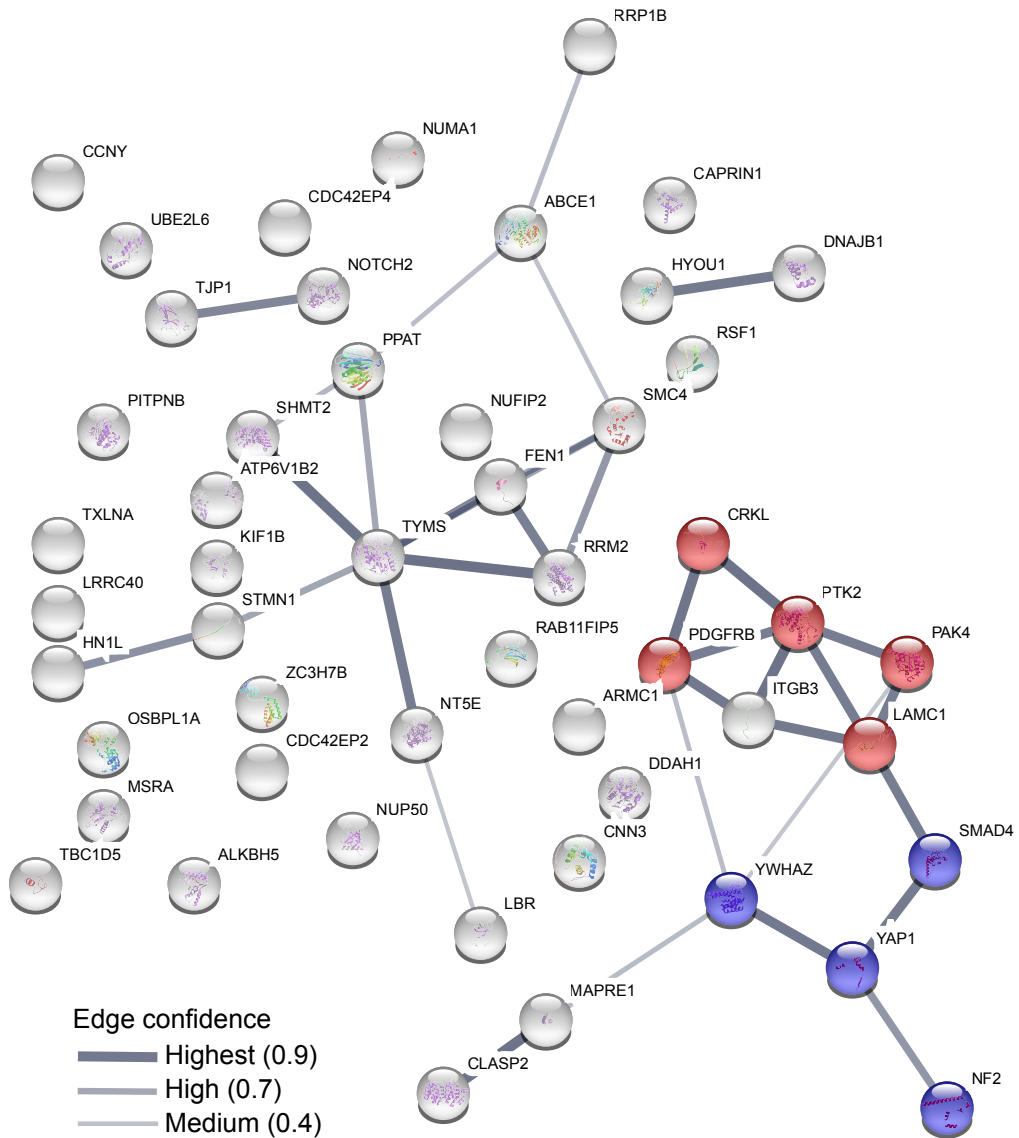 RRP1B
NUMA1
CCNY
CAPRIN1
CDC42EP4
ABCE1
UBE2L6
DNAJB1
HYOU1
NOTCH2
TJP1
RSF1
PPAT
SMC4
PITPNB
SHMT2
NUFIP2
FEN1
ATP6V1B2
TXLNA
CRKL
TYMS
KIF1B
RRM2
LRRC40
PTK2
STMN1
PAK4
HN1L
RAB11FIP5
PDGFRB
ZC3H7B
ITGB3
ARMC1
NT5E
LAMC1
OSBPL1A
CDC42EP2
DDAH1
MSRA
NUP50
CNN3
SMAD4
TBC1D5
ALKBH5
YWHAZ
LBR
YAP1
MAPRE1
Edge confidence
Highest (0.9)
CLASP2
High (0.7)
NF2
Medium (0.4)